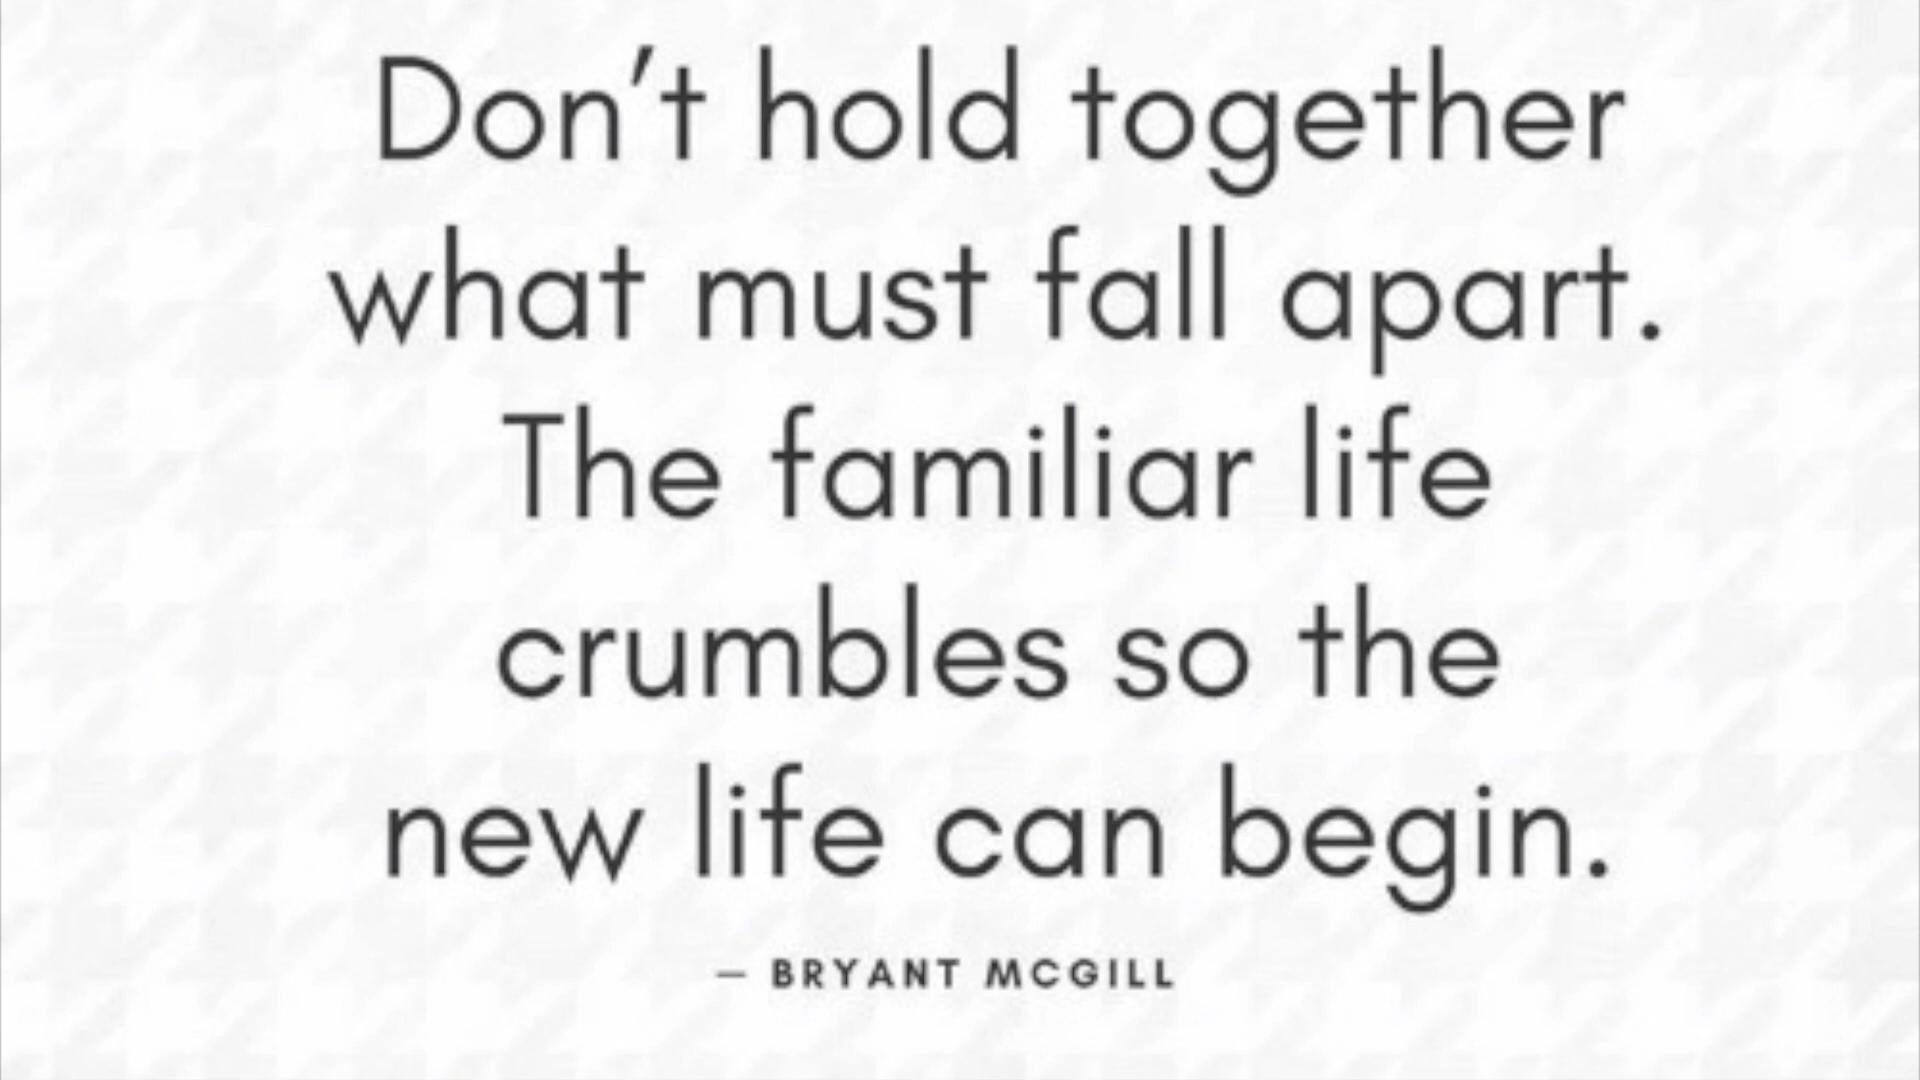 Don't hold together
what must fall apart.
The familiar life
crumbles so the
new life can begin.
— BRYANT MCGILL